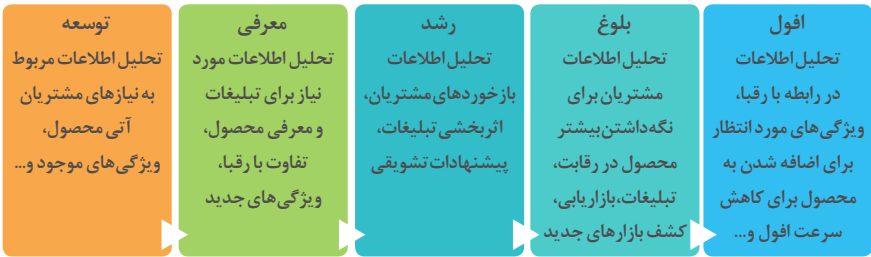 توسعه
تحلیل اطلاعات مربوط
به نیازهای مشتریان
آتی محصول،
ویژگی‌های موجود و...
معرفی
تحلیل اطلاعات مورد
نیاز برای تبلیغات
و معرفی محصول،
تفاوت با رقبا،
ویژگی‌های جدید
رشد
تحلیل اطلاعات
بازخوردهای مشتریان،
اثربخشی تبلیغات،
پیشنهادات تشویقی
بلوغ
تحلیل اطلاعات
مشتریان برای
نگه‌داشتن بیشتر
محصول در رقابت،
تبلیغات، بازاریابی،
کشف بازارهای جدید
افول
تحلیل اطلاعات
در رابطه با رقبا،
ویژگی‌های مورد انتظار
برای اضافه شدن به
محصول برای کاهش
سرعت افول و...